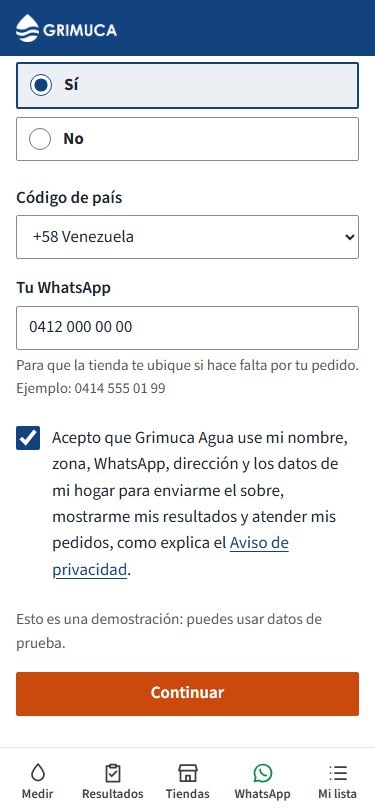 GRIMUCA
Sí
No
Código de país
+58 Venezuela
Tu WhatsApp
0412 000 00 00
Para que la tienda te ubique si hace falta por tu pedido.
Ejemplo: 0414 555 01 99
Acepto que Grimuca Agua use mi nombre,
zona, WhatsApp, dirección y los datos de
mi hogar para enviarme el sobre,
mostrarme mis resultados y atender mis
pedidos, como explica el Aviso de
privacidad.
Esto es una demostración: puedes usar datos de
prueba.
Continuar
Medir
Resultados
Tiendas
WhatsApp
Mi lista